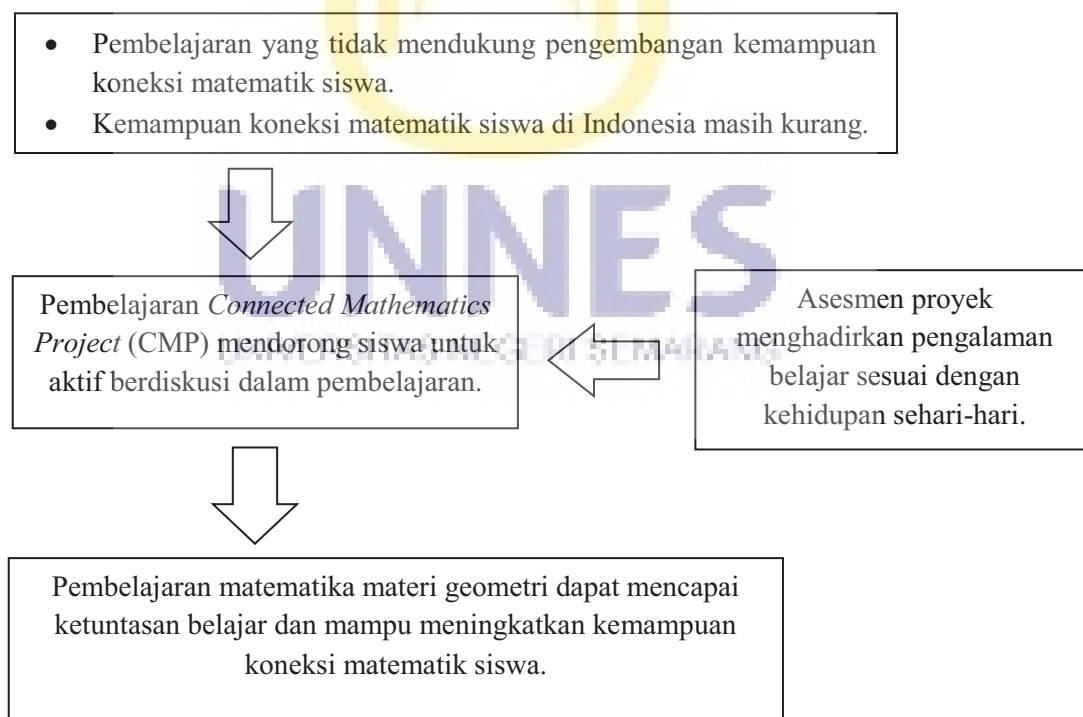 • Pembelajaran yang tidak mendukung pengembangan kemampuan
koneksi matematik siswa.
• Kemampuan koneksi matematik siswa di Indonesia masih kurang.
UNNES
Pembelajaran Connected Mathematics
Project (CMP) mendorong siswa untuk
aktif berdiskusi dalam pembelajaran.
Asesmen proyek
menghadirkan pengalaman
belajar sesuai dengan
kehidupan sehari-hari.
Pembelajaran matematika materi geometri dapat mencapai
ketuntasan belajar dan mampu meningkatkan kemampuan
koneksi matematik siswa.